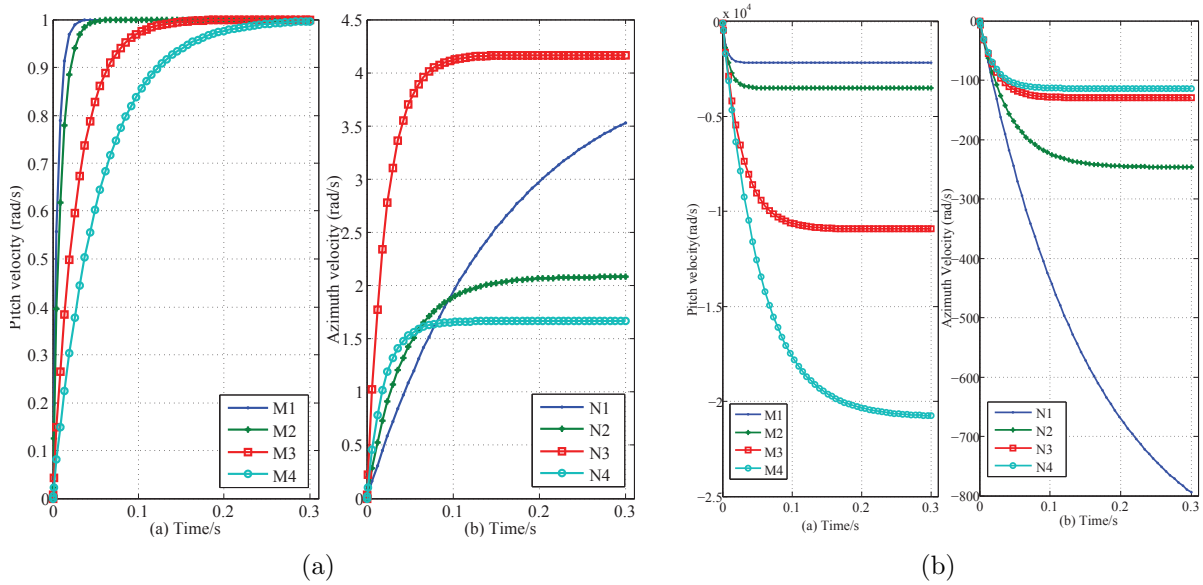 1
0.9
0.8
0.7
0.6
0.5
0.4
0.3
0.2
0.1
0
Pitch velocity (rad/s)
M1
M2
M3
M4
0 0.1 0.2 0.3
(a) Time/s
4.5
4
3.5
3
2.5
2
1.5
1
0.5
0
Azimuth velocity (rad/s)
N1
N2
N3
N4
0 0.1 0.2 0.3
(b) Time/s
(a)
x 10⁴
0
−0.5
−1
−1.5
−2
−2.5
Pitch velocity(rad/s)
M1
M2
M3
M4
0 0.1 0.2 0.3
(a) Time/s
0
−100
−200
−300
−400
−500
−600
−700
−800
Azimuth Velocity (rad/s)
N1
N2
N3
N4
0 0.1 0.2 0.3
(b) Time/s
(b)